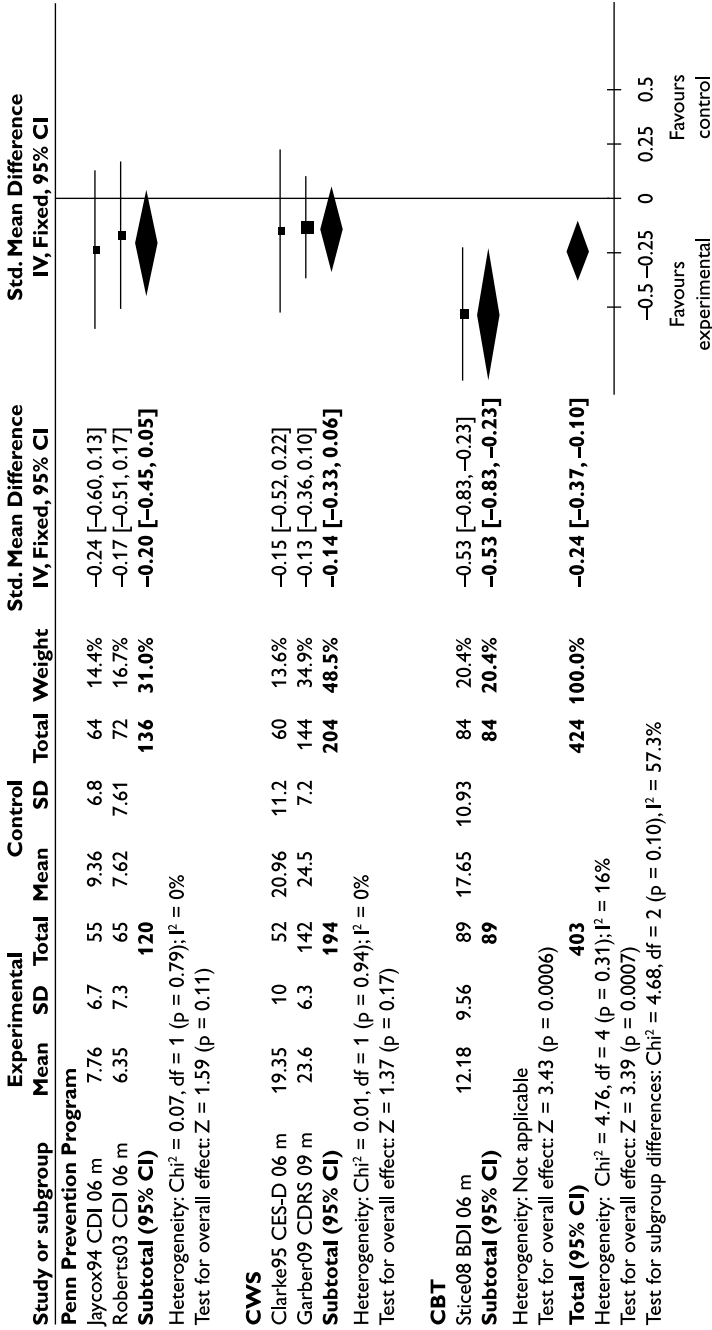 Experimental Control Std. Mean Difference Std. Mean Difference
Study or subgroup Mean SD Total Mean SD Total Weight IV, Fixed, 95% CI IV, Fixed, 95% CI
Penn Prevention Program
Jaycox94 CDI 06 m 7.76 6.7 55 9.36 6.8 64 14.4% −0.24 [−0.60, 0.13]
Roberts03 CDI 06 m 6.35 7.3 65 7.62 7.61 72 16.7% −0.17 [−0.51, 0.17]
Subtotal (95% CI) 120 136 31.0% −0.20 [−0.45, 0.05]
Heterogeneity: Chi² = 0.07, df = 1 (p = 0.79); I² = 0%
Test for overall effect: Z = 1.59 (p = 0.11)
CWS
Clarke95 CES-D 06 m 19.35 10 52 20.96 11.2 60 13.6% −0.15 [−0.52, 0.22]
Garber09 CDRS 09 m 23.6 6.3 142 24.5 7.2 144 34.9% −0.13 [−0.36, 0.10]
Subtotal (95% CI) 194 204 48.5% −0.14 [−0.33, 0.06]
Heterogeneity: Chi² = 0.01, df = 1 (p = 0.94); I² = 0%
Test for overall effect: Z = 1.37 (p = 0.17)
CBT
Stice08 BDI 06 m 12.18 9.56 89 17.65 10.93 84 20.4% −0.53 [−0.83, −0.23]
Subtotal (95% CI) 89 84 20.4% −0.53 [−0.83, −0.23]
Heterogeneity: Not applicable
Test for overall effect: Z = 3.43 (p = 0.0006)
Total (95% CI) 403 424 100.0% −0.24 [−0.37, −0.10]
Heterogeneity: Chi² = 4.76, df = 4 (p = 0.31); I² = 16%
Test for overall effect: Z = 3.39 (p = 0.0007)
Test for subgroup differences: Chi² = 4.68, df = 2 (p = 0.10), I² = 57.3%
−0.5 −0.25 0 0.25 0.5
Favours Favours
experimental control